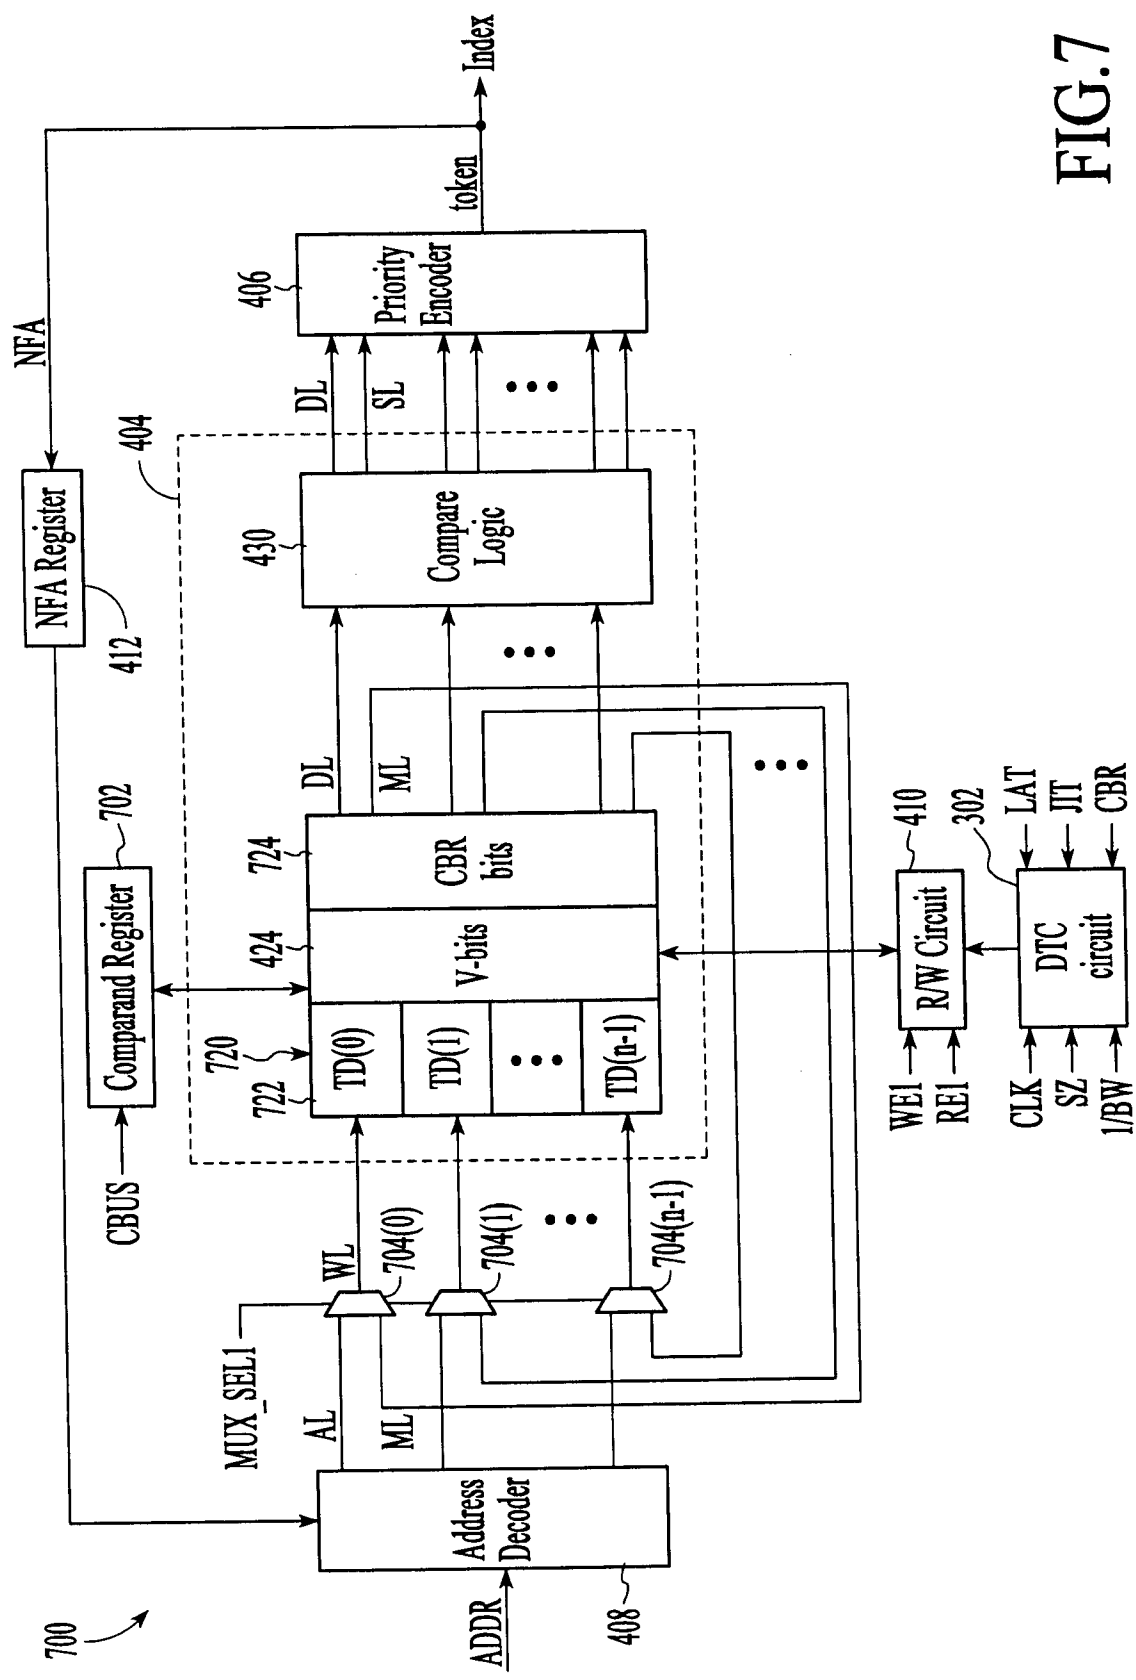 700
NFA
NFA Register
412
Index
token
CBUS
Comparand Register
702
404
MUX_SEL1
ADDR
Address
Decoder
408
AL
ML
WL
704(0)
704(1)
704(n-1)
720
722
TD(0)
TD(1)
TD(n-1)
424
V-bits
724
CBR
bits
DL
ML
430
Compare
Logic
DL
SL
406
Priority
Encoder
WE1
RE1
R/W Circuit
410
CLK
SZ
1/BW
DTC
circuit
302
LAT
JIT
CBR
FIG.7